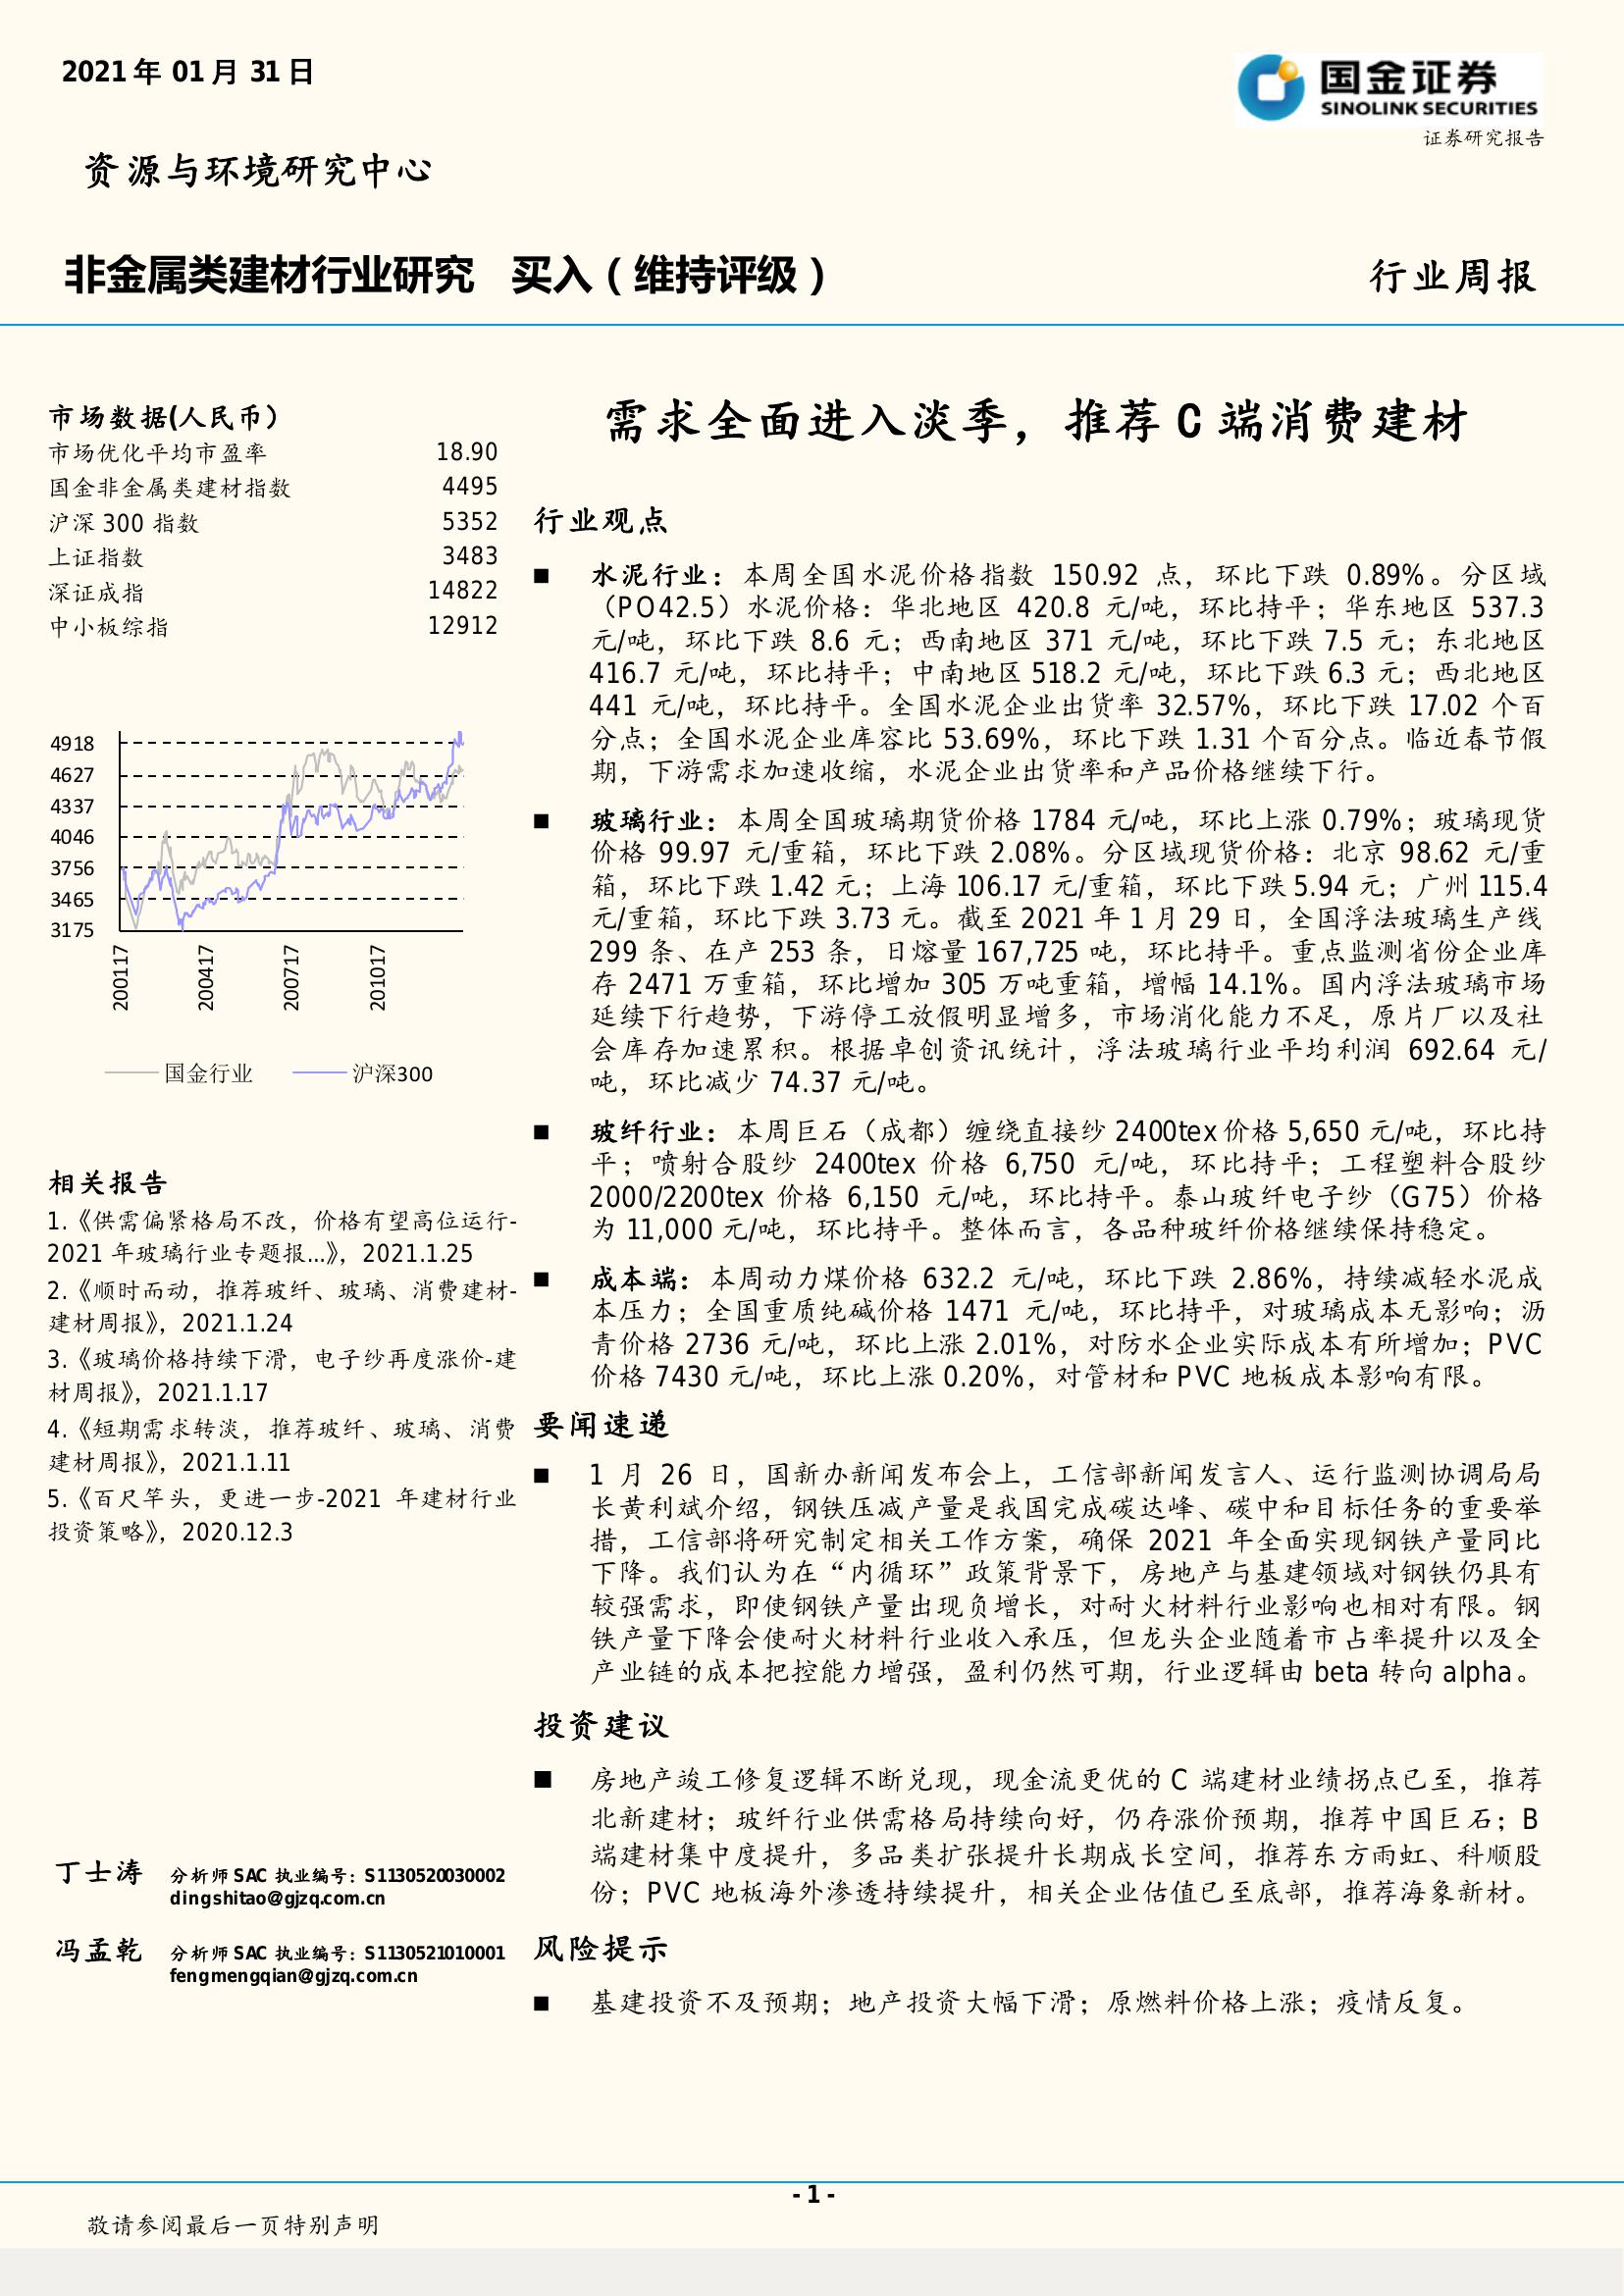 2021 年 01 月 31 日
国金证券
SINOLINK SECURITIES
证券研究报告
资源与环境研究中心
非金属类建材行业研究 买入（维持评级）
行业周报
市场数据(人民币）
市场优化平均市盈率 18.90
国金非金属类建材指数 4495
沪深 300 指数 5352
上证指数 3483
深证成指 14822
中小板综指 12912
4918
4627
4337
4046
3756
3465
3175
200117
200417
200717
201017
国金行业 沪深300
相关报告
1.《供需偏紧格局不改，价格有望高位运行-
2021 年玻璃行业专题报...》，2021.1.25
2.《顺时而动，推荐玻纤、玻璃、消费建材-
建材周报》，2021.1.24
3.《玻璃价格持续下滑，电子纱再度涨价-建
材周报》，2021.1.17
4.《短期需求转淡，推荐玻纤、玻璃、消费
建材周报》，2021.1.11
5.《百尺竿头，更进一步-2021 年建材行业
投资策略》，2020.12.3
丁士涛 分析师 SAC 执业编号：S1130520030002
dingshitao@gjzq.com.cn
冯孟乾 分析师 SAC 执业编号：S1130521010001
fengmengqian@gjzq.com.cn
需求全面进入淡季，推荐 C 端消费建材
行业观点
■ 水泥行业：本周全国水泥价格指数 150.92 点，环比下跌 0.89%。分区域
（PO42.5）水泥价格：华北地区 420.8 元/吨，环比持平；华东地区 537.3
元/吨，环比下跌 8.6 元；西南地区 371 元/吨，环比下跌 7.5 元；东北地区
416.7 元/吨，环比持平；中南地区 518.2 元/吨，环比下跌 6.3 元；西北地区
441 元/吨，环比持平。全国水泥企业出货率 32.57%，环比下跌 17.02 个百
分点；全国水泥企业库容比 53.69%，环比下跌 1.31 个百分点。临近春节假
期，下游需求加速收缩，水泥企业出货率和产品价格继续下行。
■ 玻璃行业：本周全国玻璃期货价格 1784 元/吨，环比上涨 0.79%；玻璃现货
价格 99.97 元/重箱，环比下跌 2.08%。分区域现货价格：北京 98.62 元/重
箱，环比下跌 1.42 元；上海 106.17 元/重箱，环比下跌 5.94 元；广州 115.4
元/重箱，环比下跌 3.73 元。截至 2021 年 1 月 29 日，全国浮法玻璃生产线
299 条、在产 253 条，日熔量 167,725 吨，环比持平。重点监测省份企业库
存 2471 万重箱，环比增加 305 万吨重箱，增幅 14.1%。国内浮法玻璃市场
延续下行趋势，下游停工放假明显增多，市场消化能力不足，原片厂以及社
会库存加速累积。根据卓创资讯统计，浮法玻璃行业平均利润 692.64 元/
吨，环比减少 74.37 元/吨。
■ 玻纤行业：本周巨石（成都）缠绕直接纱 2400tex 价格 5,650 元/吨，环比持
平；喷射合股纱 2400tex 价格 6,750 元/吨，环比持平；工程塑料合股纱
2000/2200tex 价格 6,150 元/吨，环比持平。泰山玻纤电子纱（G75）价格
为 11,000 元/吨，环比持平。整体而言，各品种玻纤价格继续保持稳定。
■ 成本端：本周动力煤价格 632.2 元/吨，环比下跌 2.86%，持续减轻水泥成
本压力；全国重质纯碱价格 1471 元/吨，环比持平，对玻璃成本无影响；沥
青价格 2736 元/吨，环比上涨 2.01%，对防水企业实际成本有所增加；PVC
价格 7430 元/吨，环比上涨 0.20%，对管材和 PVC 地板成本影响有限。
要闻速递
■ 1 月 26 日，国新办新闻发布会上，工信部新闻发言人、运行监测协调局局
长黄利斌介绍，钢铁压减产量是我国完成碳达峰、碳中和目标任务的重要举
措，工信部将研究制定相关工作方案，确保 2021 年全面实现钢铁产量同比
下降。我们认为在“内循环”政策背景下，房地产与基建领域对钢铁仍具有
较强需求，即使钢铁产量出现负增长，对耐火材料行业影响也相对有限。钢
铁产量下降会使耐火材料行业收入承压，但龙头企业随着市占率提升以及全
产业链的成本把控能力增强，盈利仍然可期，行业逻辑由 beta 转向 alpha。
投资建议
■ 房地产竣工修复逻辑不断兑现，现金流更优的 C 端建材业绩拐点已至，推荐
北新建材；玻纤行业供需格局持续向好，仍存涨价预期，推荐中国巨石；B
端建材集中度提升，多品类扩张提升长期成长空间，推荐东方雨虹、科顺股
份；PVC 地板海外渗透持续提升，相关企业估值已至底部，推荐海象新材。
风险提示
■ 基建投资不及预期；地产投资大幅下滑；原燃料价格上涨；疫情反复。
- 1 -
敬请参阅最后一页特别声明